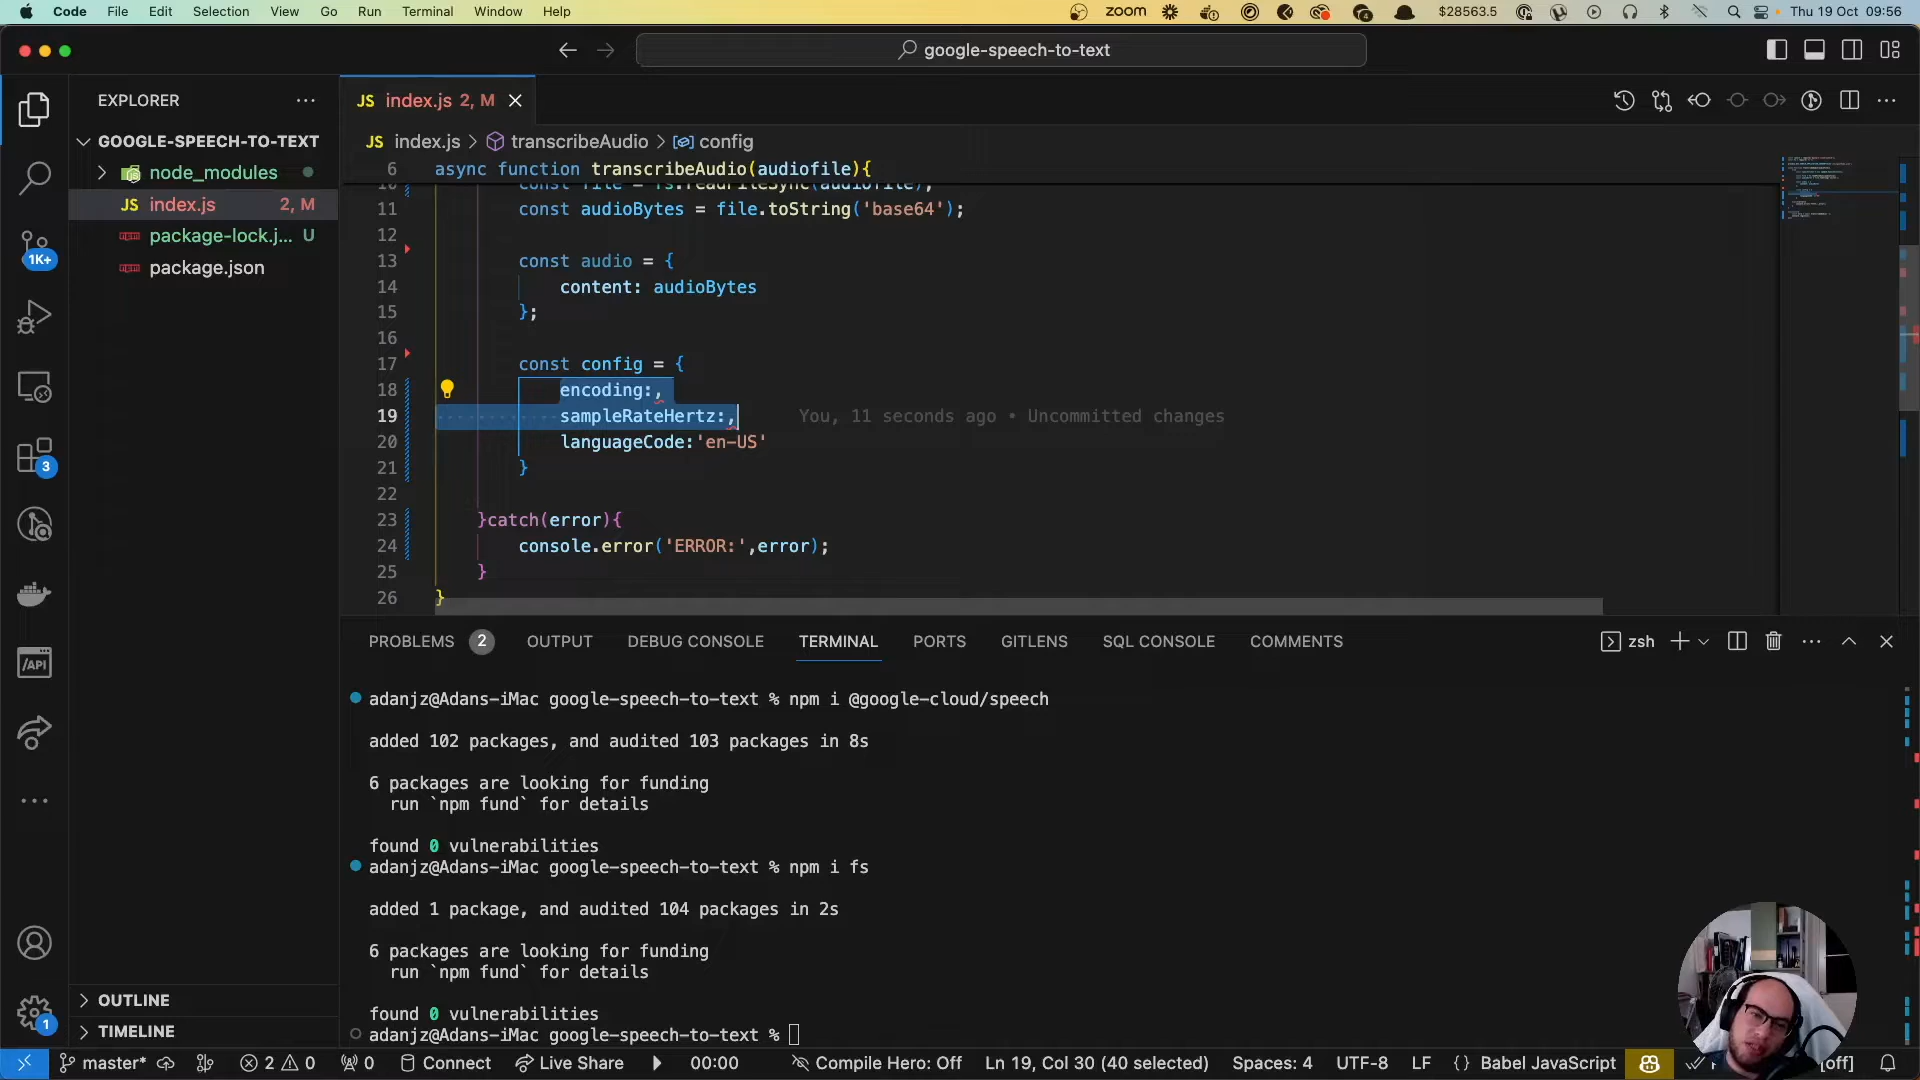 Code File Edit Selection View Go Run Terminal Window Help zoom 4 $28563.5 Thu 19 Oct 09:56
google-speech-to-text
EXPLORER
GOOGLE-SPEECH-TO-TEXT
node_modules
JS index.js 2, M
package-lock.j... U
package.json
OUTLINE
TIMELINE
1K+
3
/API
1
JS index.js 2, M
JS index.js > transcribeAudio > config
6 async function transcribeAudio(audiofile){
10 const file = fs.readFileSync(audiofile);
11 const audioBytes = file.toString('base64');
12
13 const audio = {
14 content: audioBytes
15 };
16
17 const config = {
18 encoding:,
19 sampleRateHertz:, You, 11 seconds ago • Uncommitted changes
20 languageCode:'en-US'
21 }
22
23 }catch(error){
24 console.error('ERROR:',error);
25 }
26 }
PROBLEMS 2 OUTPUT DEBUG CONSOLE TERMINAL PORTS GITLENS SQL CONSOLE COMMENTS zsh
adanjz@Adans-iMac google-speech-to-text % npm i @google-cloud/speech
added 102 packages, and audited 103 packages in 8s
6 packages are looking for funding
run `npm fund` for details
found 0 vulnerabilities
adanjz@Adans-iMac google-speech-to-text % npm i fs
added 1 package, and audited 104 packages in 2s
6 packages are looking for funding
run `npm fund` for details
found 0 vulnerabilities
adanjz@Adans-iMac google-speech-to-text %
master* 2 0 0 Connect Live Share 00:00 Compile Hero: Off Ln 19, Col 30 (40 selected) Spaces: 4 UTF-8 LF {} Babel JavaScript [off]